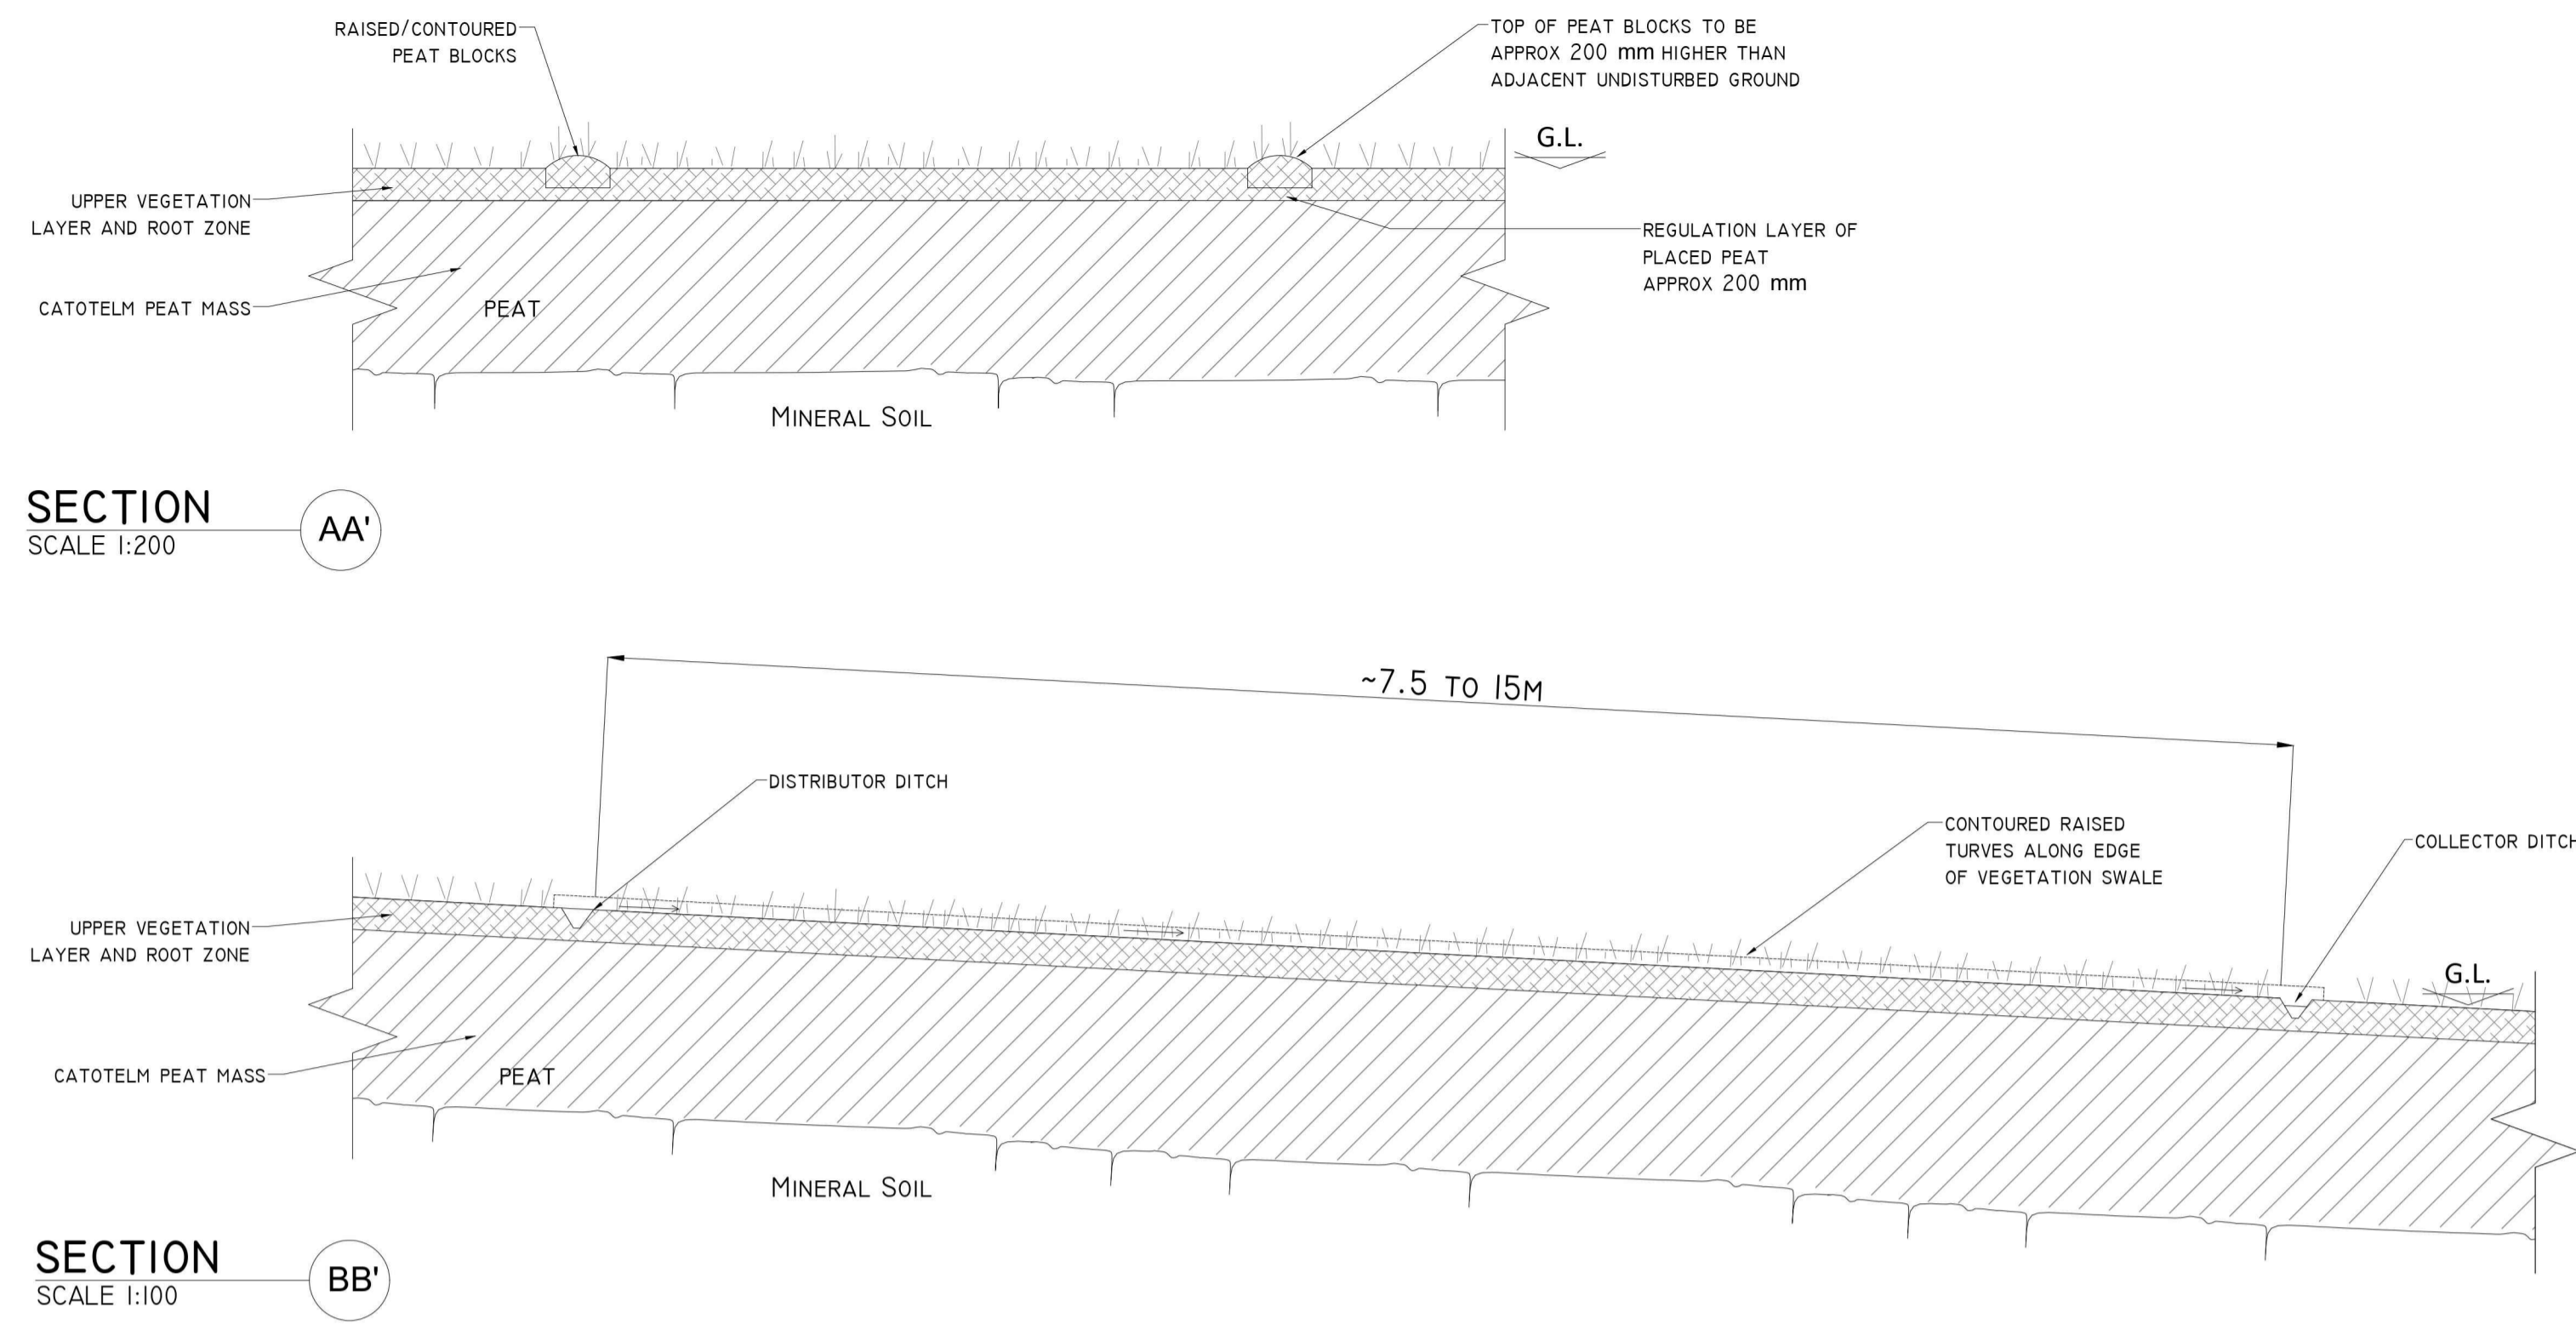 RAISED/CONTOURED
PEAT BLOCKS
TOP OF PEAT BLOCKS TO BE
APPROX 200 mm HIGHER THAN
ADJACENT UNDISTURBED GROUND
G.L.
UPPER VEGETATION
LAYER AND ROOT ZONE
REGULATION LAYER OF
PLACED PEAT
APPROX 200 mm
CATOTELM PEAT MASS
PEAT
MINERAL SOIL
SECTION
SCALE 1:200
AA'
~7.5 TO 15M
DISTRIBUTOR DITCH
CONTOURED RAISED
TURVES ALONG EDGE
OF VEGETATION SWALE
COLLECTOR DITCH
UPPER VEGETATION
LAYER AND ROOT ZONE
G.L.
CATOTELM PEAT MASS
PEAT
MINERAL SOIL
SECTION
SCALE 1:100
BB'